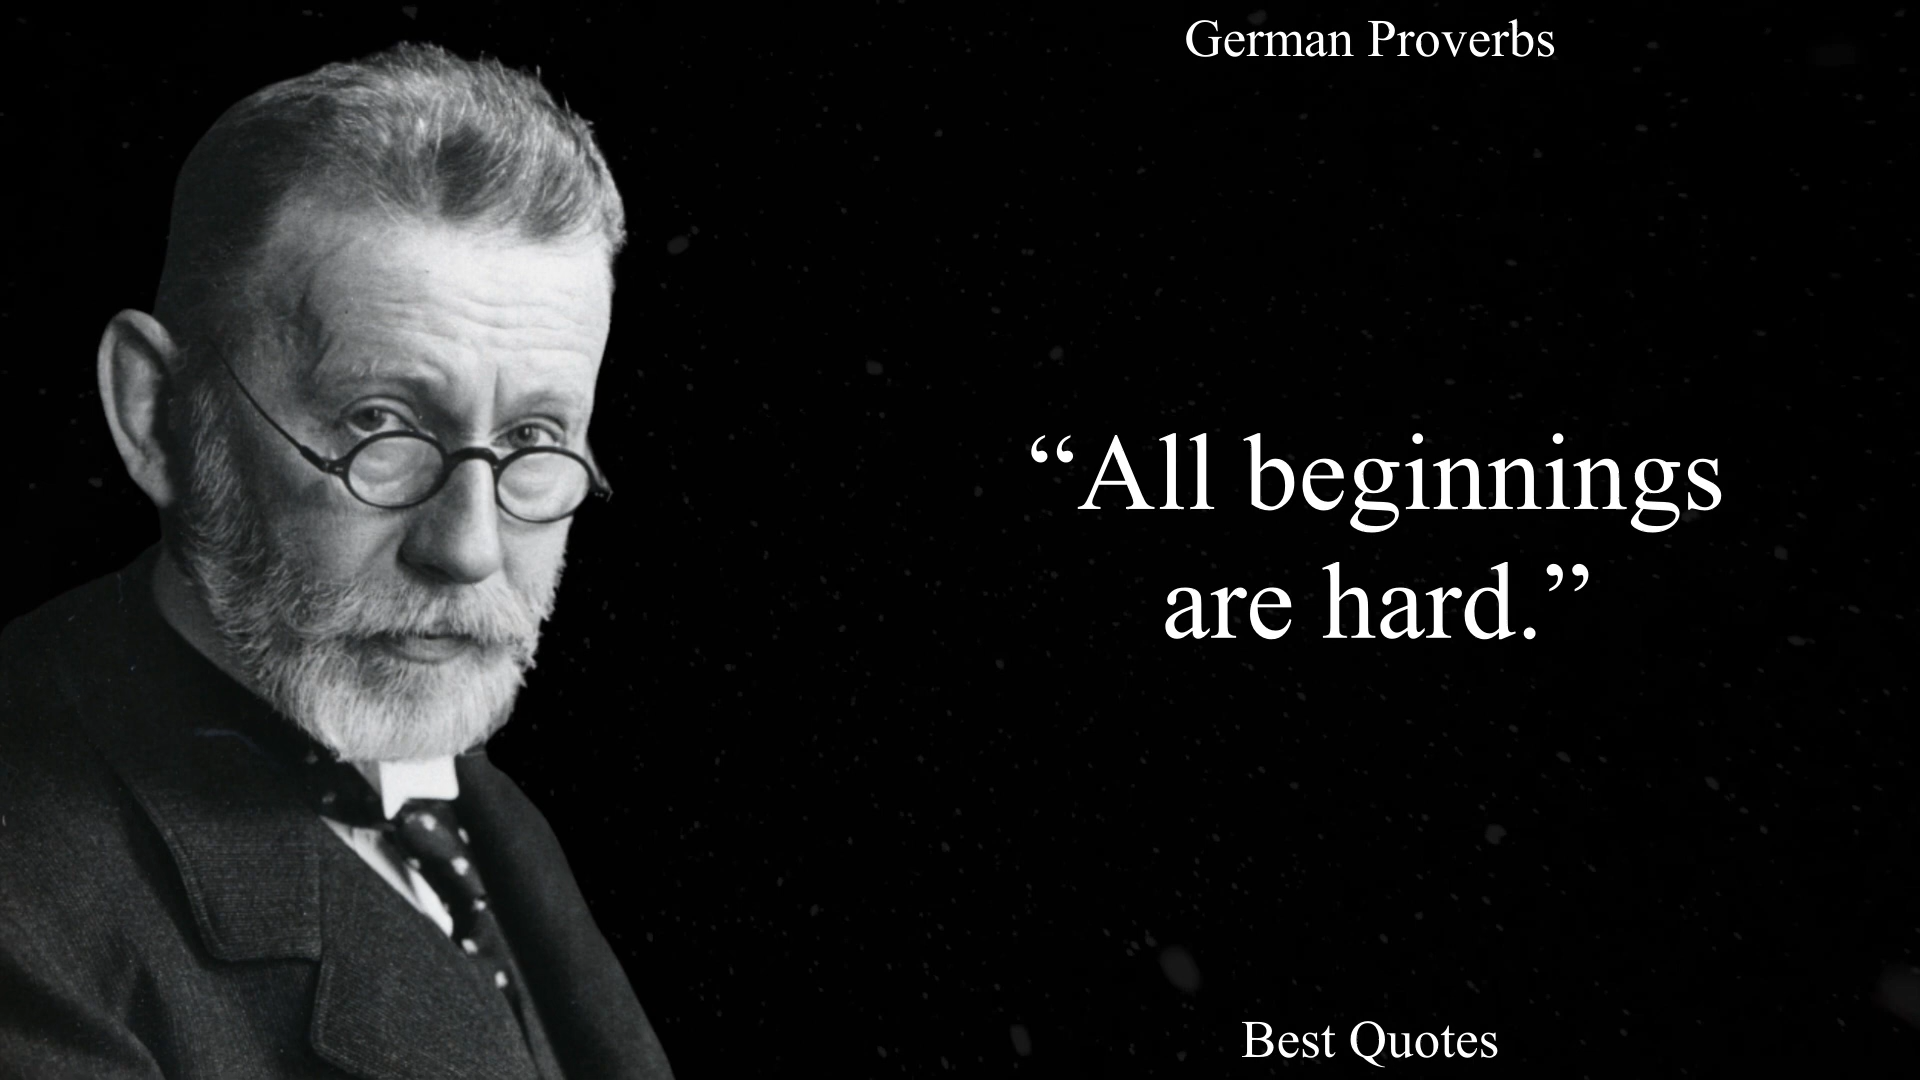 German Proverbs
“All beginnings
are hard.”
Best Quotes